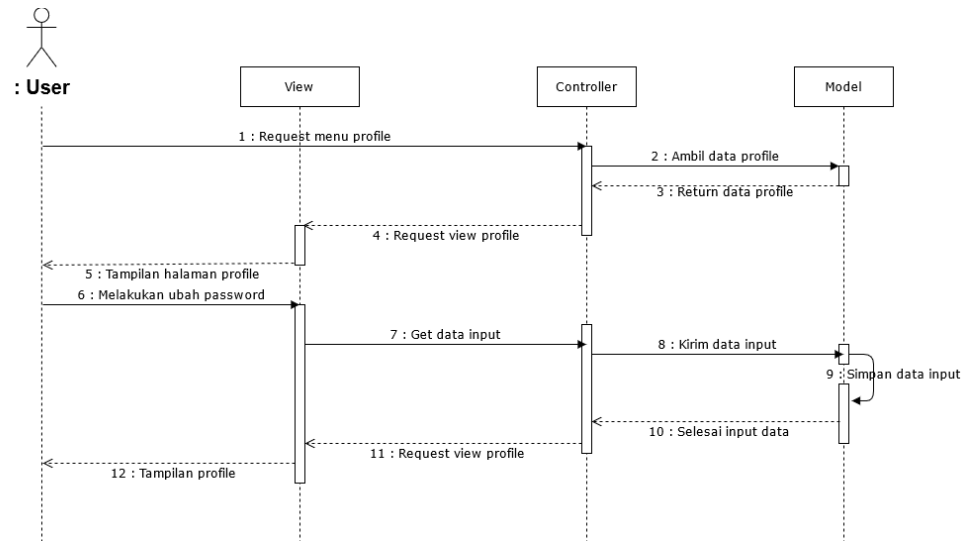 : User
View
Controller
Model
1 : Request menu profile
2 : Ambil data profile
3 : Return data profile
4 : Request view profile
5 : Tampilan halaman profile
6 : Melakukan ubah password
7 : Get data input
8 : Kirim data input
9 : Simpan data input
10 : Selesai input data
11 : Request view profile
12 : Tampilan profile